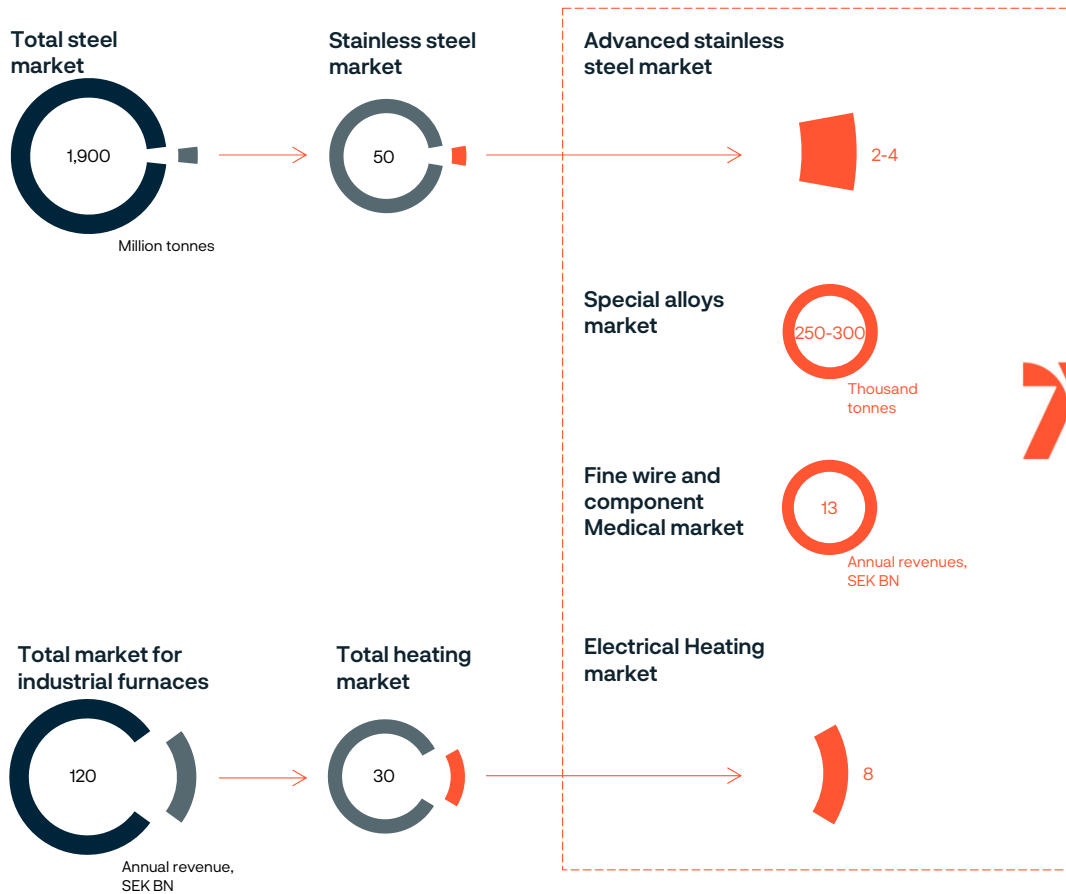 Total steel
market
1,900
Million tonnes
Stainless steel
market
50
Advanced stainless
steel market
2-4
Special alloys
market
250-300
Thousand
tonnes
Fine wire and
component
Medical market
13
Annual revenues,
SEK BN
Total market for
industrial furnaces
120
Annual revenue,
SEK BN
Total heating
market
30
Electrical Heating
market
8